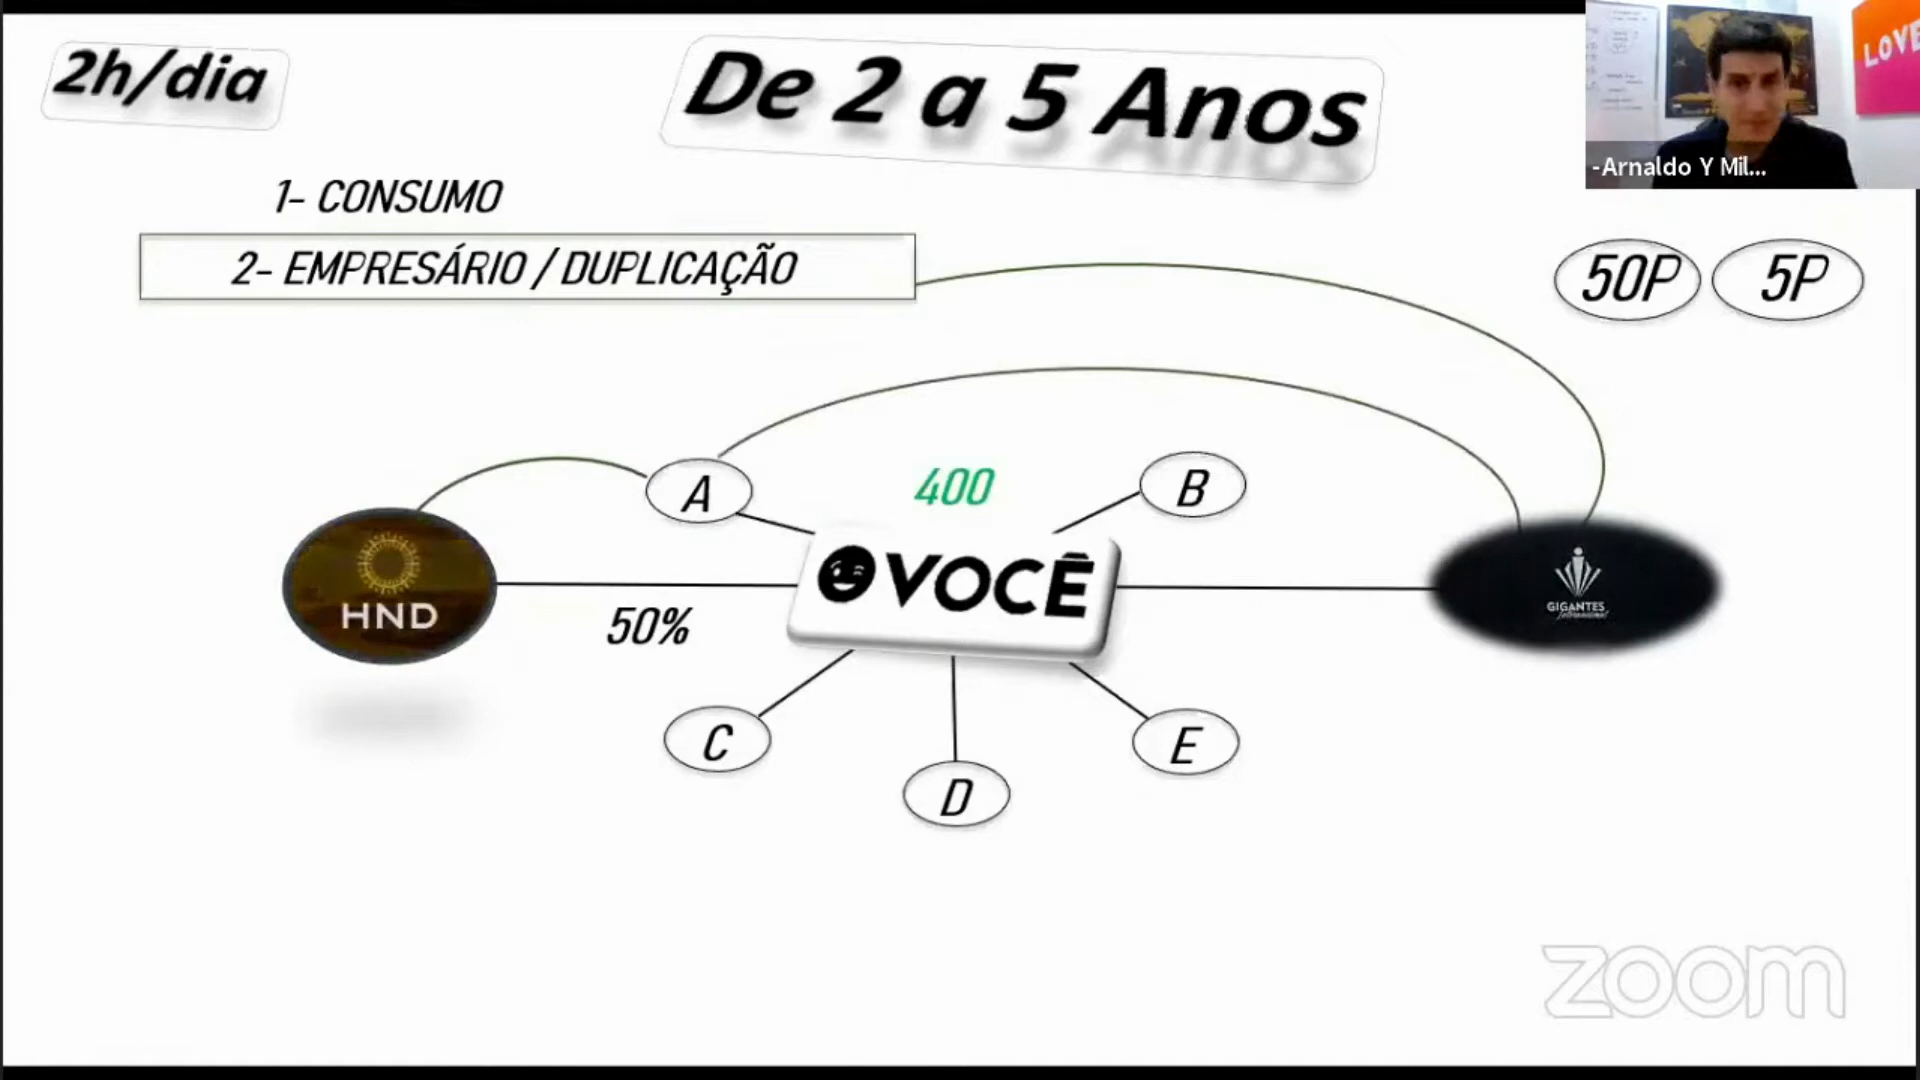 2h/dia
De 2 a 5 Anos
LOVE
-Arnaldo Y Mil...
1- CONSUMO
2- EMPRESÁRIO / DUPLICAÇÃO
50P
5P
A
400
B
HND
50%
VOCÊ
GIGANTES
International
C
D
E
zoom